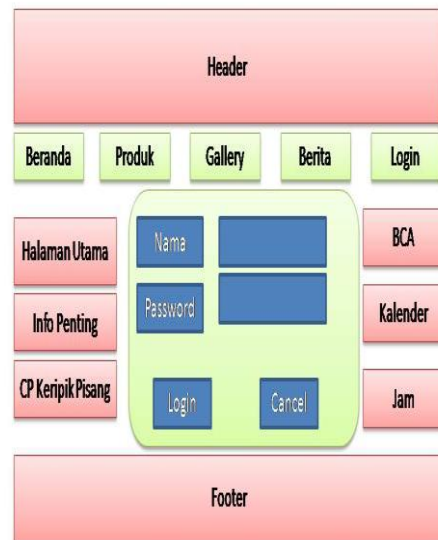 Header
Beranda
Produk
Gallery
Berita
Login
Halaman Utama
Info Penting
CP Keripik Pisang
Nama
Password
Login
Cancel
BCA
Kalender
Jam
Footer